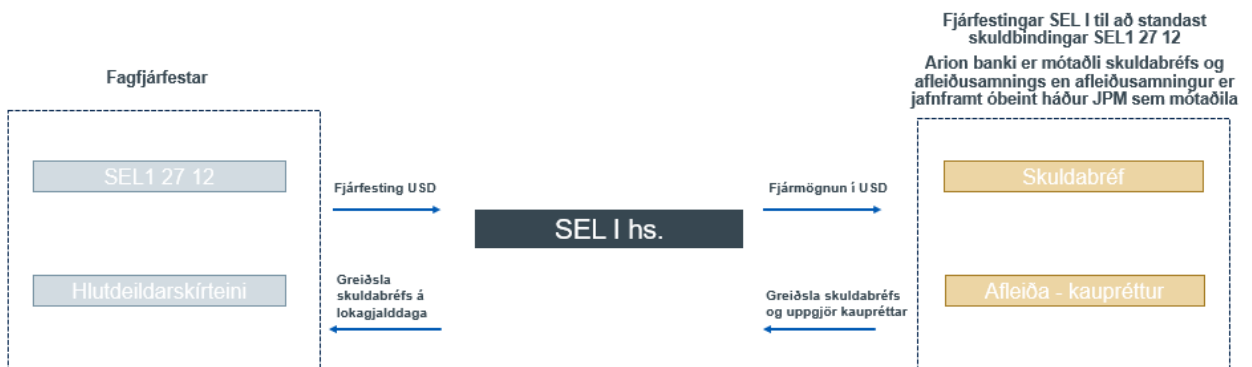 Fagfjárfestar
SEL1 27 12
Hlutdeildarskírteini
Fjárfesting USD
Greiðsla
skuldabréfs á
lokagjalddaga
SEL I hs.
Fjármögnun í USD
Greiðsla skuldabréfs
og uppgjör kaupréttar
Fjárfestingar SEL I til að standast
skuldbindingar SEL1 27 12
Arion banki er mótaðli skuldabréfs og
afleiðusamnings en afleiðusamningur er
jafnframt óbeint háður JPM sem mótaðila
Skuldabréf
Afleiða - kaupréttur